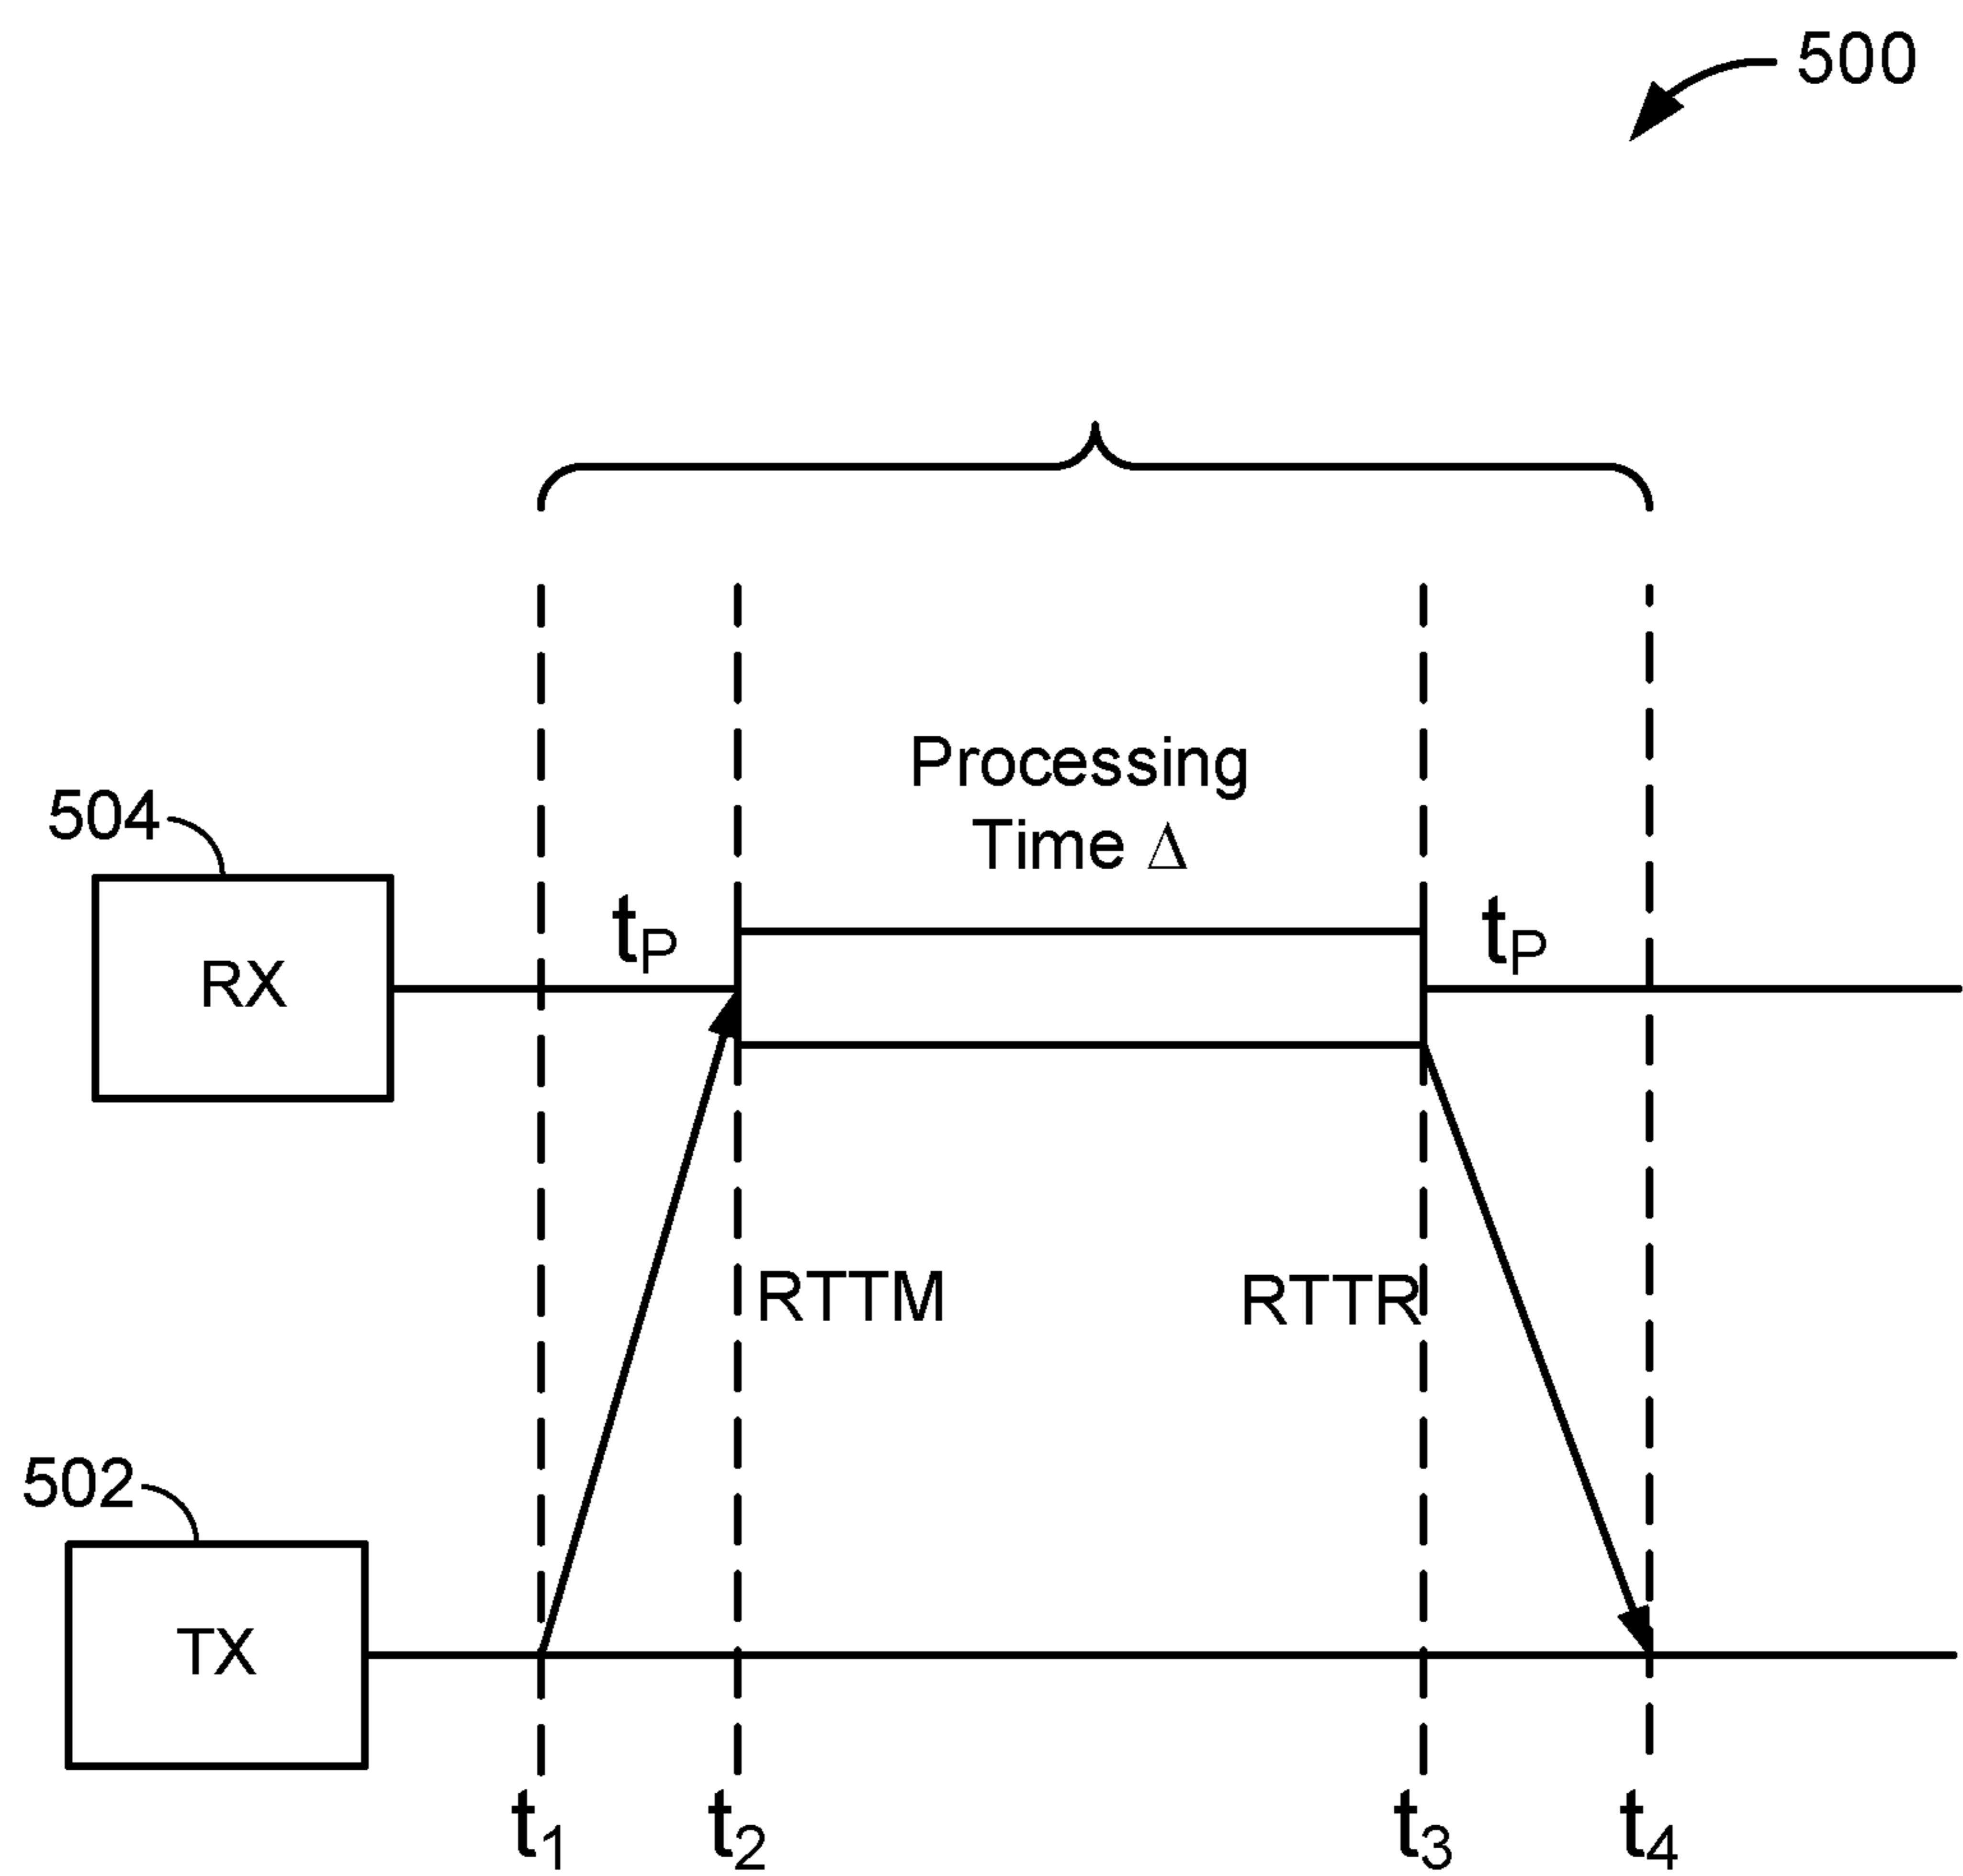 500
Processing
Time Δ
504
tP
tP
RX
RTTM
RTTR
502
TX
t1
t2
t3
t4